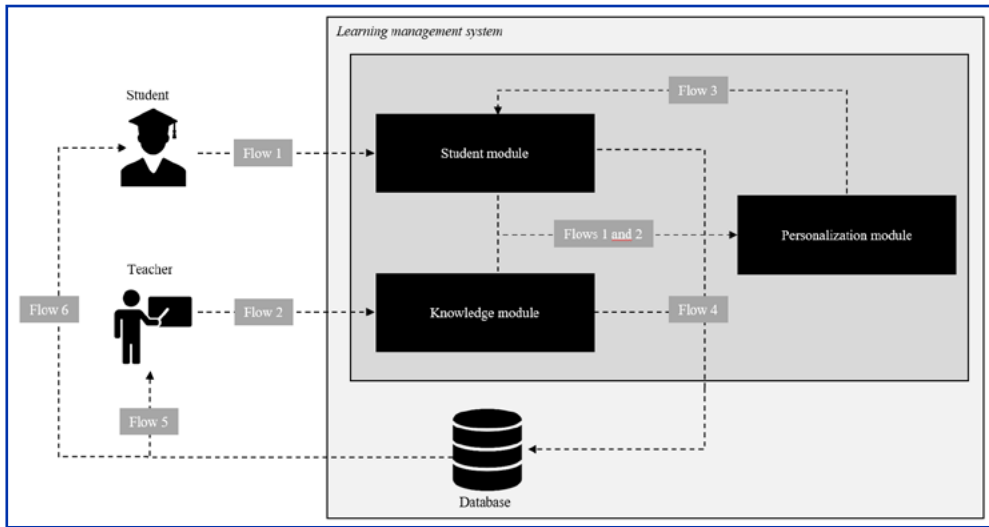 Learning management system
Student
Flow 3
Flow 1
Student module
Flows 1 and 2
Personalization module
Teacher
Flow 6
Flow 2
Knowledge module
Flow 4
Flow 5
Database